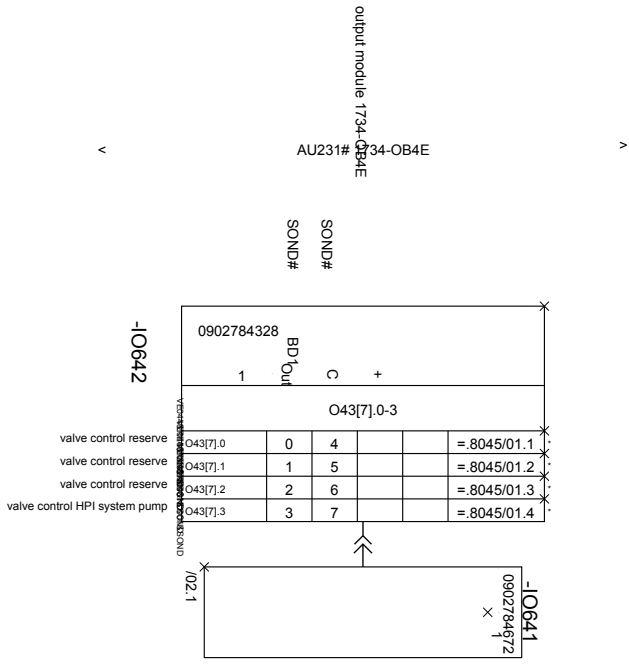 output module 1734-OB4E
<
AU231# 1734-OB4E
>
SOND#
SOND#
-IO642
0902784328
1
BD1
Out
C
+
O43[7].0-3
valve control reserve
O43[7].0
0
4
=.8045/01.1
*
valve control reserve
O43[7].1
1
5
=.8045/01.2
*
valve control reserve
O43[7].2
2
6
=.8045/01.3
*
valve control HPI system pump
O43[7].3
3
7
=.8045/01.4
*
/02.1
-IO641
0902784672
1